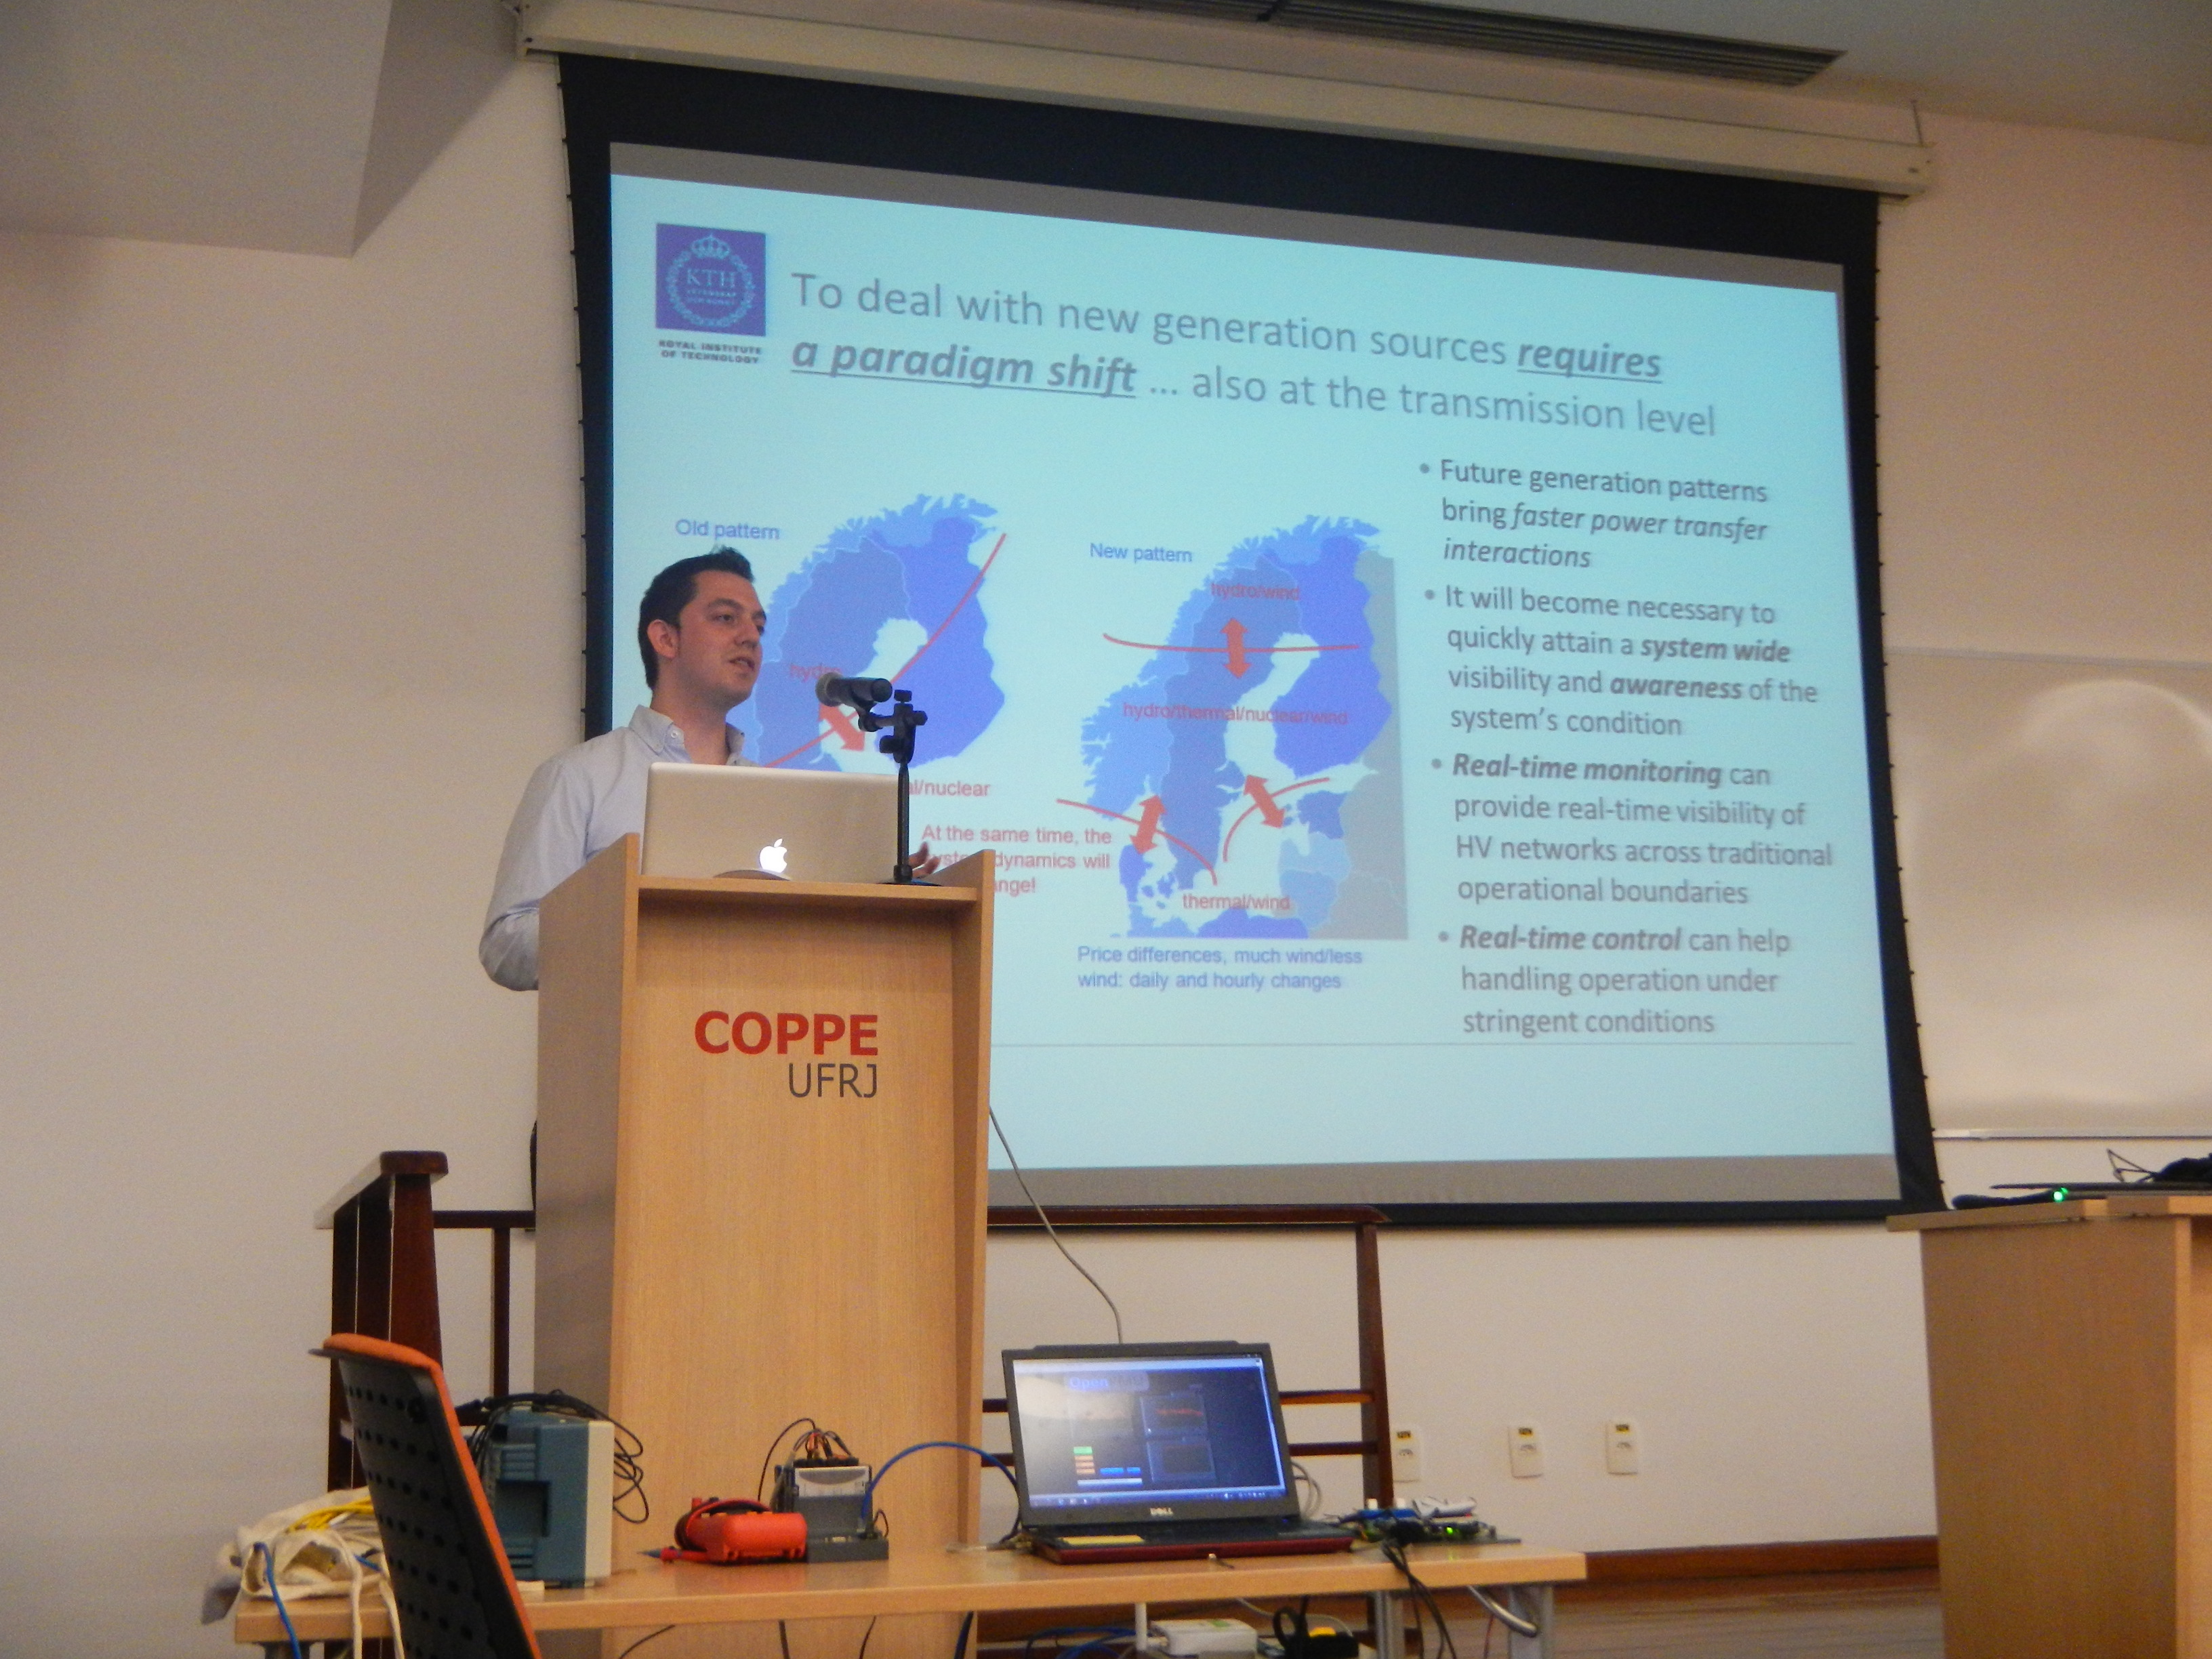 KTH
ROYAL INSTITUTE
OF TECHNOLOGY
To deal with new generation sources requires
a paradigm shift ... also at the transmission level
Old pattern
hydro
al/nuclear
At the same time, the
dynamics will
New pattern
hydro/wind
hydro/thermal/nuclear/wind
thermal/wind
Price differences, much wind/less
wind: daily and hourly changes
• Future generation patterns
bring faster power transfer
interactions
• It will become necessary to
quickly attain a system wide
visibility and awareness of the
system's condition
• Real-time monitoring can
provide real-time visibility of
HV networks across traditional
operational boundaries
• Real-time control can help
handling operation under
stringent conditions
COPPE
UFRJ
Open
DELL